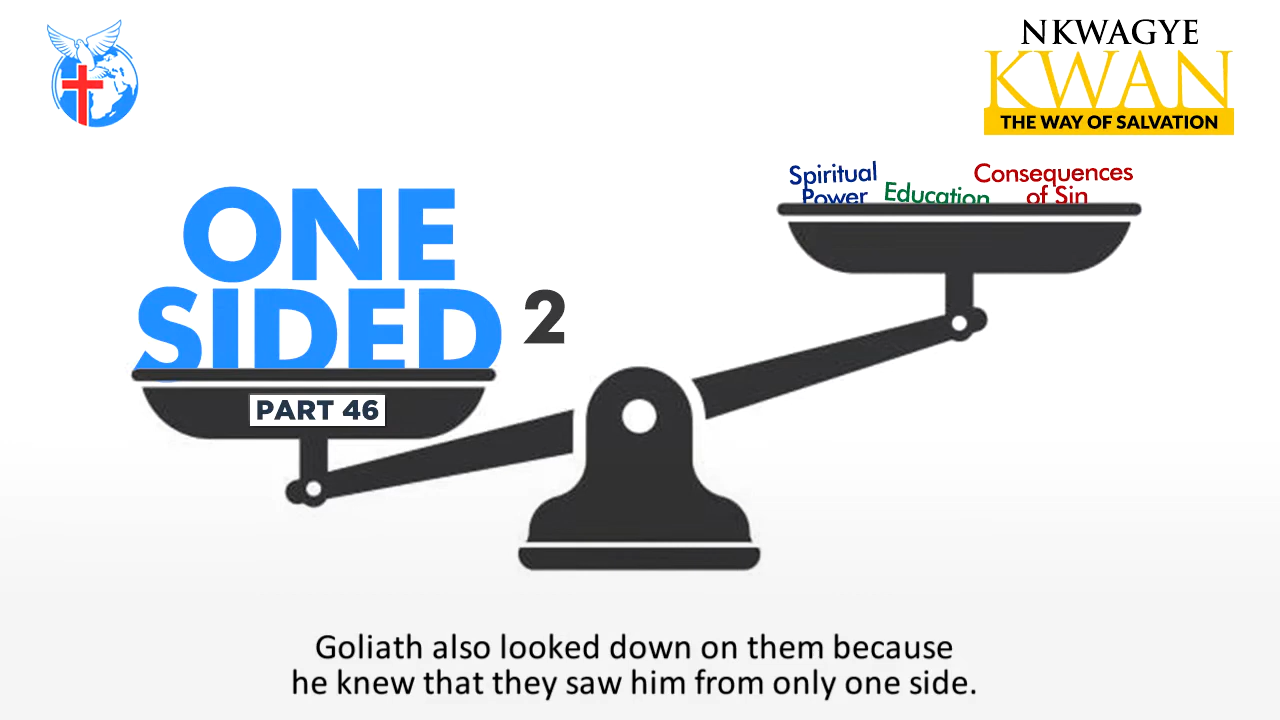 NKWAGYE
KWAN
THE WAY OF SALVATION
Spiritual
Power
Education
Consequences
of Sin
ONE
SIDED 2
PART 46
Goliath also looked down on them because
he knew that they saw him from only one side.